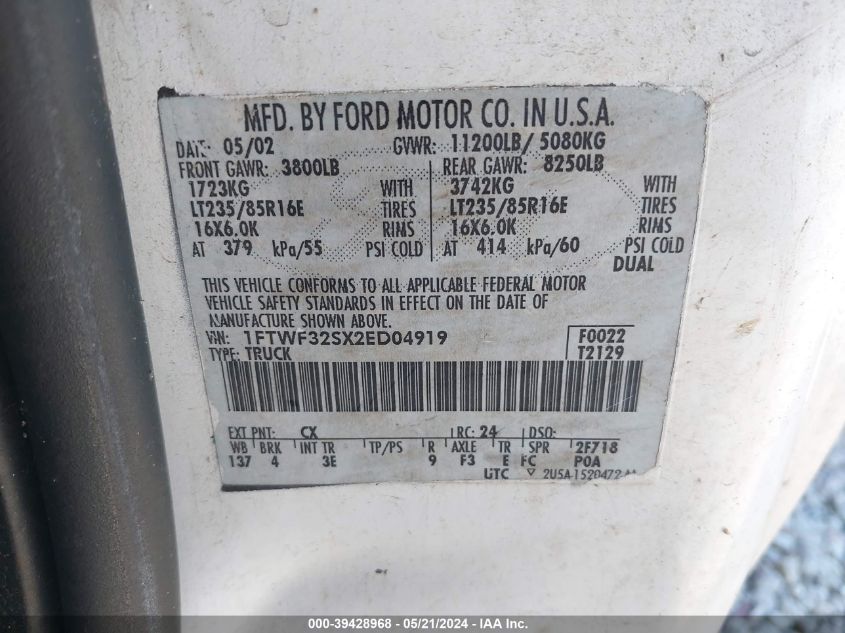 MFD. BY FORD MOTOR CO. IN U.S.A.
DATE: 05/02 GVWR: 11200LB/ 5080KG
FRONT GAWR: 3800LB REAR GAWR: 8250LB
1723KG WITH 3742KG WITH
LT235/85R16E TIRES LT235/85R16E TIRES
16X6.0K RIMS 16X6.0K RIMS
AT 379 kPa/55 PSI COLD AT 414 kPa/60 PSI COLD
DUAL
THIS VEHICLE CONFORMS TO ALL APPLICABLE FEDERAL MOTOR
VEHICLE SAFETY STANDARDS IN EFFECT ON THE DATE OF
MANUFACTURE SHOWN ABOVE.
VIN: 1FTWF32SX2ED04919 F0022
TYPE: TRUCK T2129
EXT PNT: CX RC: 24 DSO:
WB BRK INT TR TP/PS R AXLE TR SPR 2F718
137 4 3E 9 F3 E FC P0A
UTC 2U5A-1520472-AA
000-39428968 - 05/21/2024 - IAA Inc.